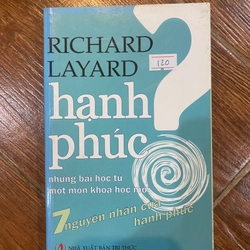 RICHARD
LAYARD
120
hạnh
phúc
?
những bài học từ
một môn khoa học mới
7 nguyên nhân của
hạnh phúc
NHÀ XUẤT BẢN TRI THỨC